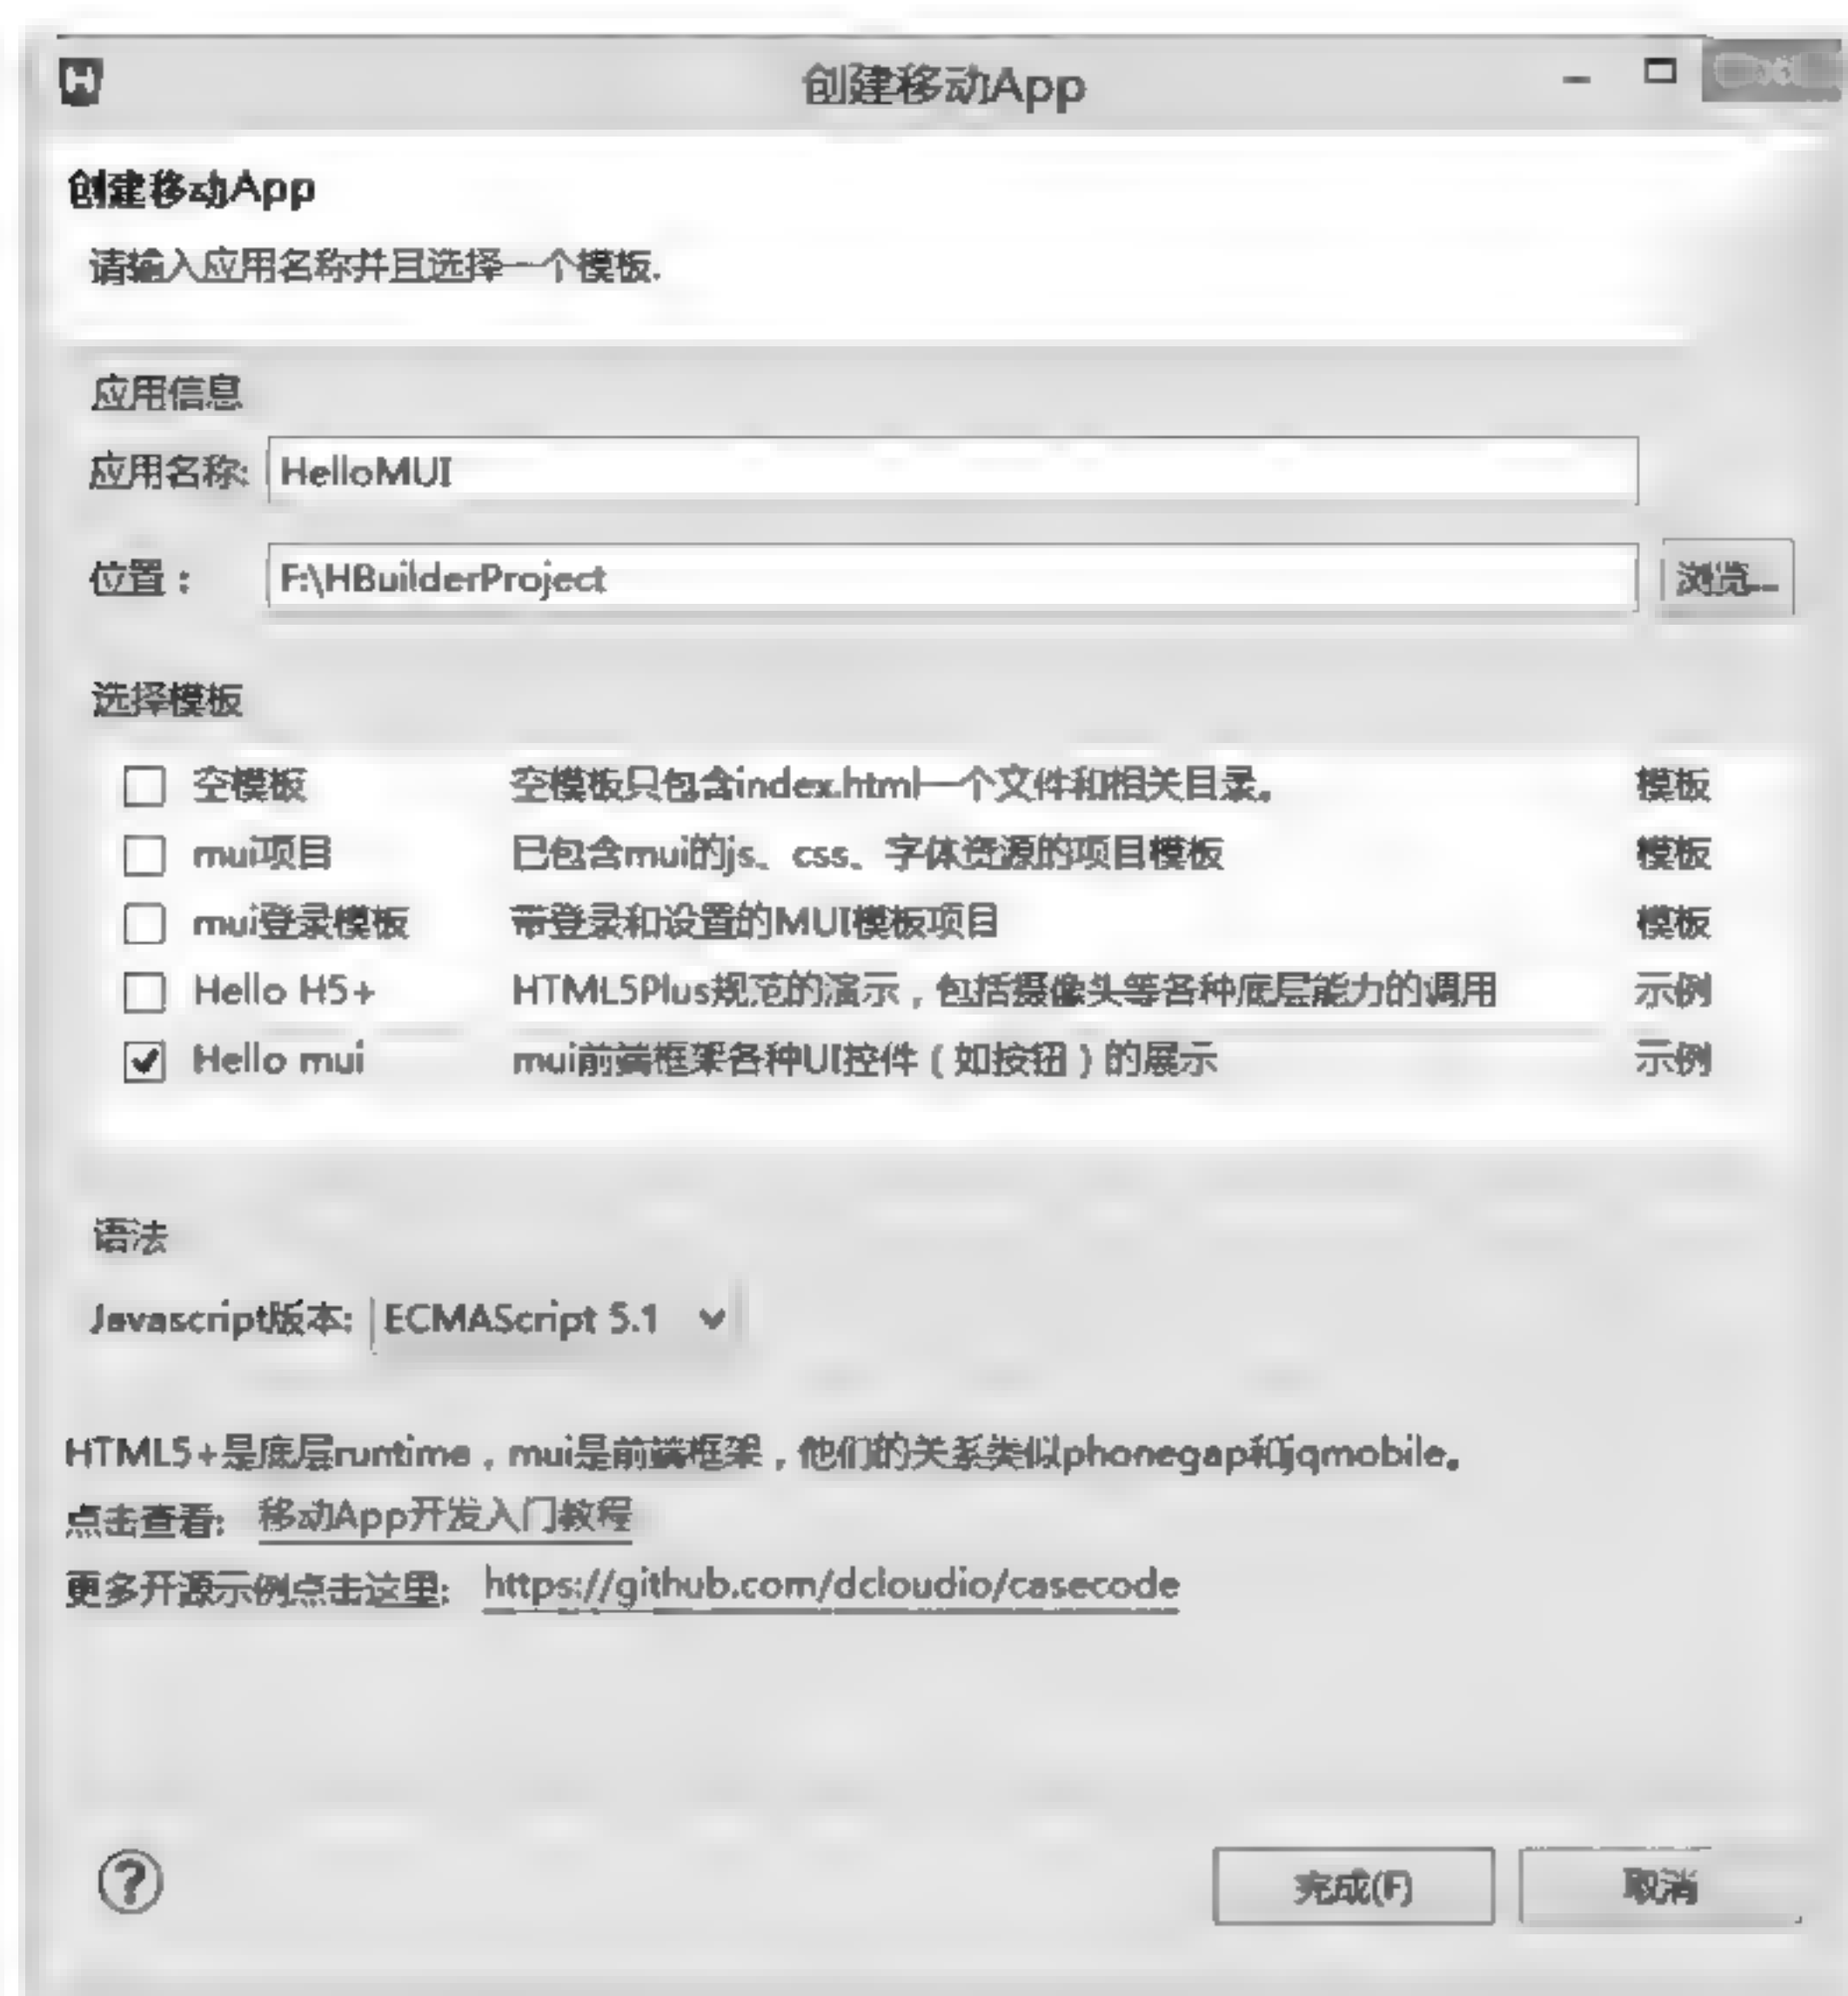 创建移动App
创建移动App
请输入应用名称并且选择一个模板.
应用信息
应用名称: HelloMUI
位置： F:\HBuilderProject 浏览...
选择模板
空模板 空模板只包含index.html一个文件和相关目录。 模板
mui项目 已包含mui的js、css、字体资源的项目模板 模板
mui登录模板 带登录和设置的MUI模板项目 模板
Hello H5+ HTML5Plus规范的演示，包括摄像头等各种底层能力的调用 示例
Hello mui mui前端框架各种UI控件（如按钮）的展示 示例
语法
Javascript版本: ECMAScript 5.1
HTML5+是底层runtime，mui是前端框架，他们的关系类似phonegap和jqmobile。
点击查看: 移动App开发入门教程
更多开源示例点击这里: https://github.com/dcloudio/casecode
完成(F) 取消